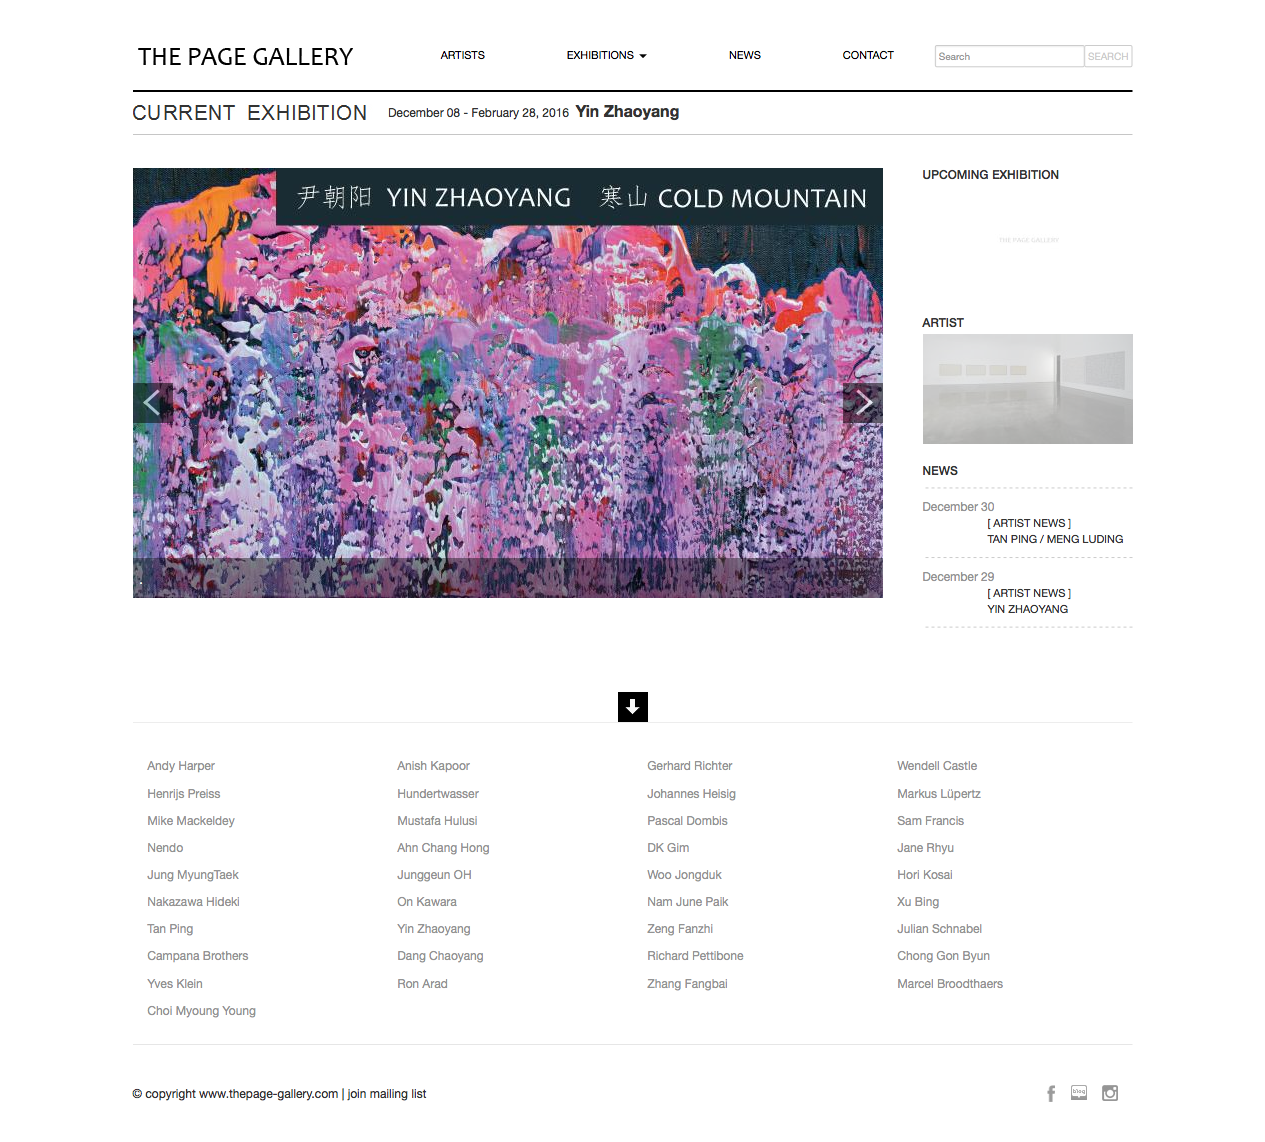 THE PAGE GALLERY
ARTISTS
EXHIBITIONS
NEWS
CONTACT
Search
SEARCH
CURRENT EXHIBITION December 08 - February 28, 2016 Yin Zhaoyang
尹朝阳 YIN ZHAOYANG 寒山 COLD MOUNTAIN
UPCOMING EXHIBITION
THE PAGE GALLERY
ARTIST
NEWS
December 30
[ ARTIST NEWS ]
TAN PING / MENG LUDING
December 29
[ ARTIST NEWS ]
YIN ZHAOYANG
Andy Harper
Anish Kapoor
Gerhard Richter
Wendell Castle
Henrijs Preiss
Hundertwasser
Johannes Heisig
Markus Lüpertz
Mike Mackeldey
Mustafa Hulusi
Pascal Dombis
Sam Francis
Nendo
Ahn Chang Hong
DK Gim
Jane Rhyu
Jung MyungTaek
Junggeun OH
Woo Jongduk
Hori Kosai
Nakazawa Hideki
On Kawara
Nam June Paik
Xu Bing
Tan Ping
Yin Zhaoyang
Zeng Fanzhi
Julian Schnabel
Campana Brothers
Dang Chaoyang
Richard Pettibone
Chong Gon Byun
Yves Klein
Ron Arad
Zhang Fangbai
Marcel Broodthaers
Choi Myoung Young
© copyright www.thepage-gallery.com | join mailing list
blog